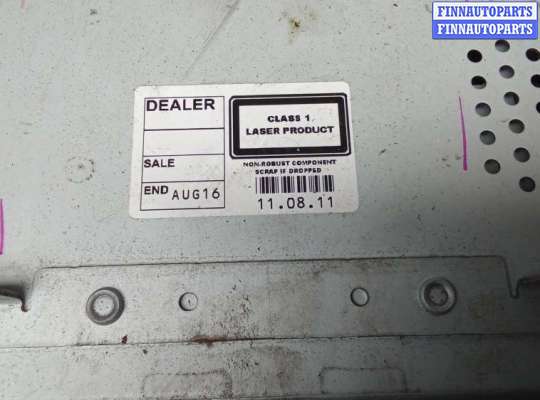 FINNAUTOPARTS
FINNAUTOPARTS
DEALER
SALE
END AUG16
CLASS 1
LASER PRODUCT
NON-ROBUST COMPONENT
SCRAP IF DROPPED
11.08.11